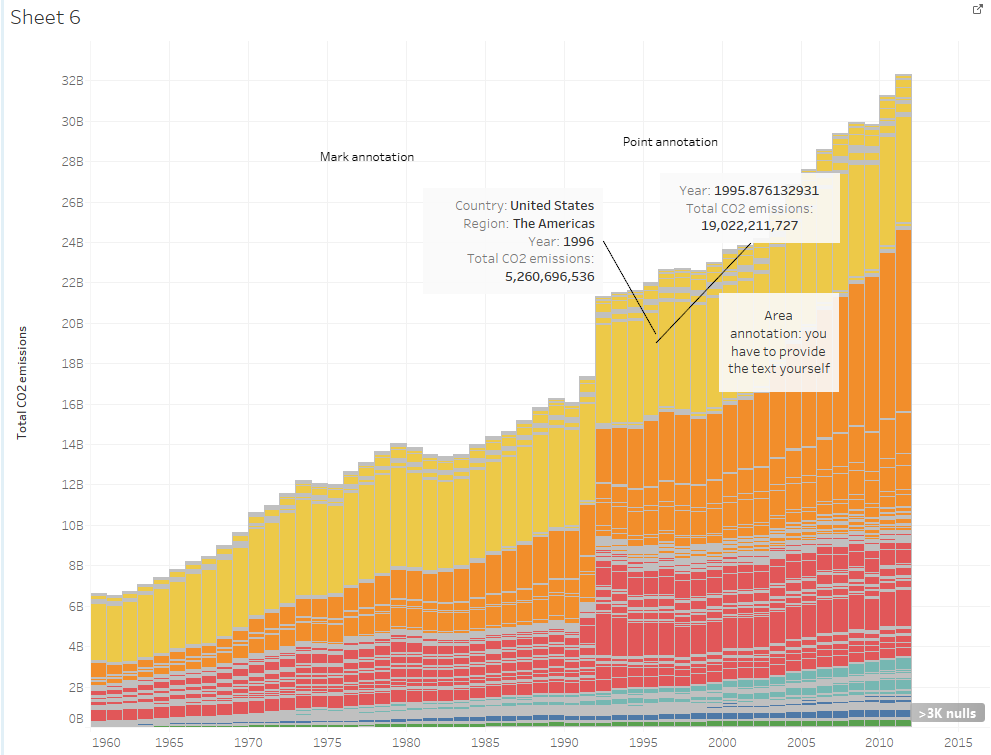 Sheet 6
32B
30B
28B
26B
24B
22B
20B
18B
16B
14B
12B
10B
8B
6B
4B
2B
0B
Total CO2 emissions
Mark annotation
Point annotation
Country: United States
Region: The Americas
Year: 1996
Total CO2 emissions:
5,260,696,536
Year: 1995.876132931
Total CO2 emissions:
19,022,211,727
Area
annotation: you
have to provide
the text yourself
>3K nulls
1960 1965 1970 1975 1980 1985 1990 1995 2000 2005 2010 2015